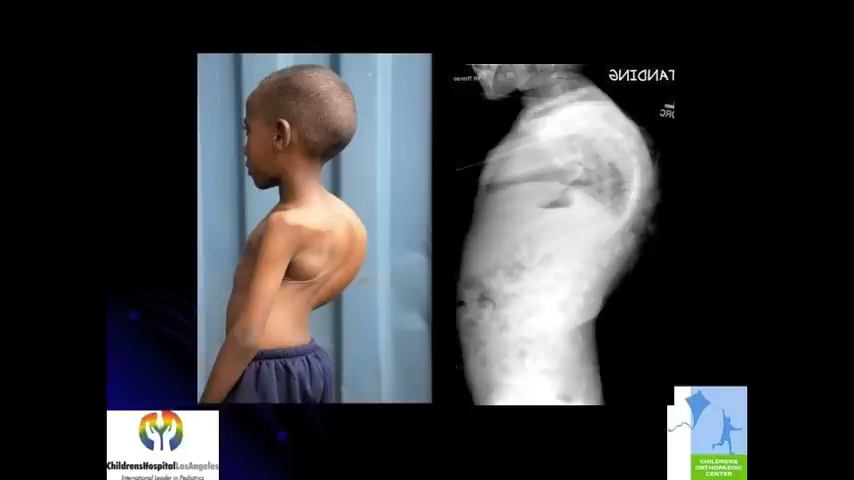 STANDING
ChildrensHospitalLosAngeles
International Leader in Pediatrics
CHILDRENS
ORTHOPAEDIC
CENTER